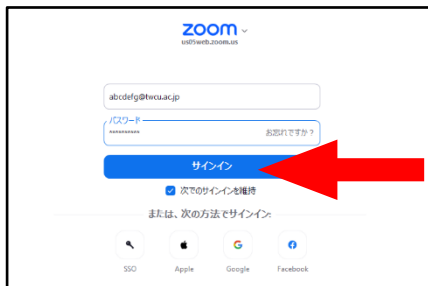 zoom
us05web.zoom.us
abcdefg@twcu.ac.jp
パスワード
**********
お忘れですか？
サインイン
次でのサインインを維持
または、次の方法でサインイン:
SSO Apple Google Facebook